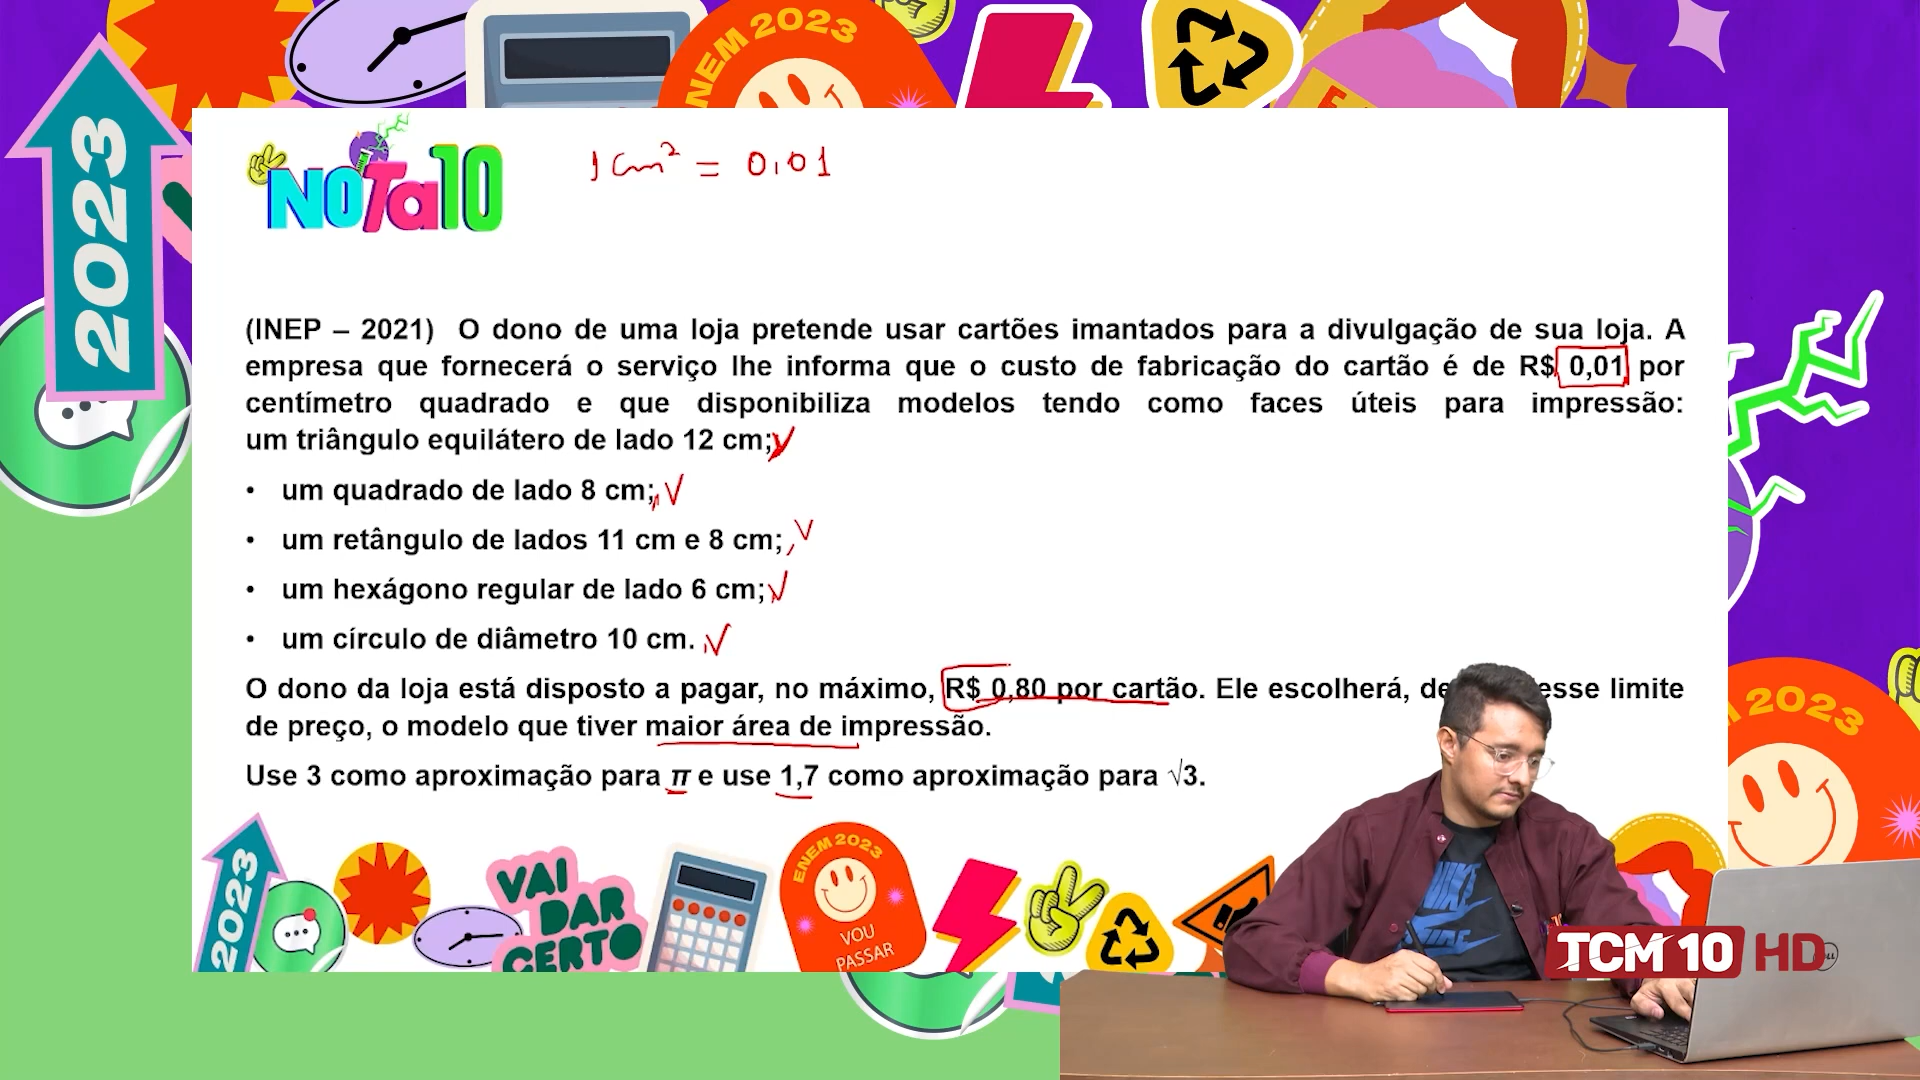 ENEM 2023
2023
NOTa10
1 cm² = 0,01
(INEP – 2021) O dono de uma loja pretende usar cartões imantados para a divulgação de sua loja. A
empresa que fornecerá o serviço lhe informa que o custo de fabricação do cartão é de R$ 0,01 por
centímetro quadrado e que disponibiliza modelos tendo como faces úteis para impressão:
um triângulo equilátero de lado 12 cm;
• um quadrado de lado 8 cm;
• um retângulo de lados 11 cm e 8 cm;
• um hexágono regular de lado 6 cm;
• um círculo de diâmetro 10 cm.
O dono da loja está disposto a pagar, no máximo, R$ 0,80 por cartão. Ele escolherá, de esse limite
de preço, o modelo que tiver maior área de impressão.
Use 3 como aproximação para π e use 1,7 como aproximação para √3.
2023
2023
VAI
DAR
CERTO
ENEM 2023
VOU
PASSAR
NIKE
TCM 10 HD